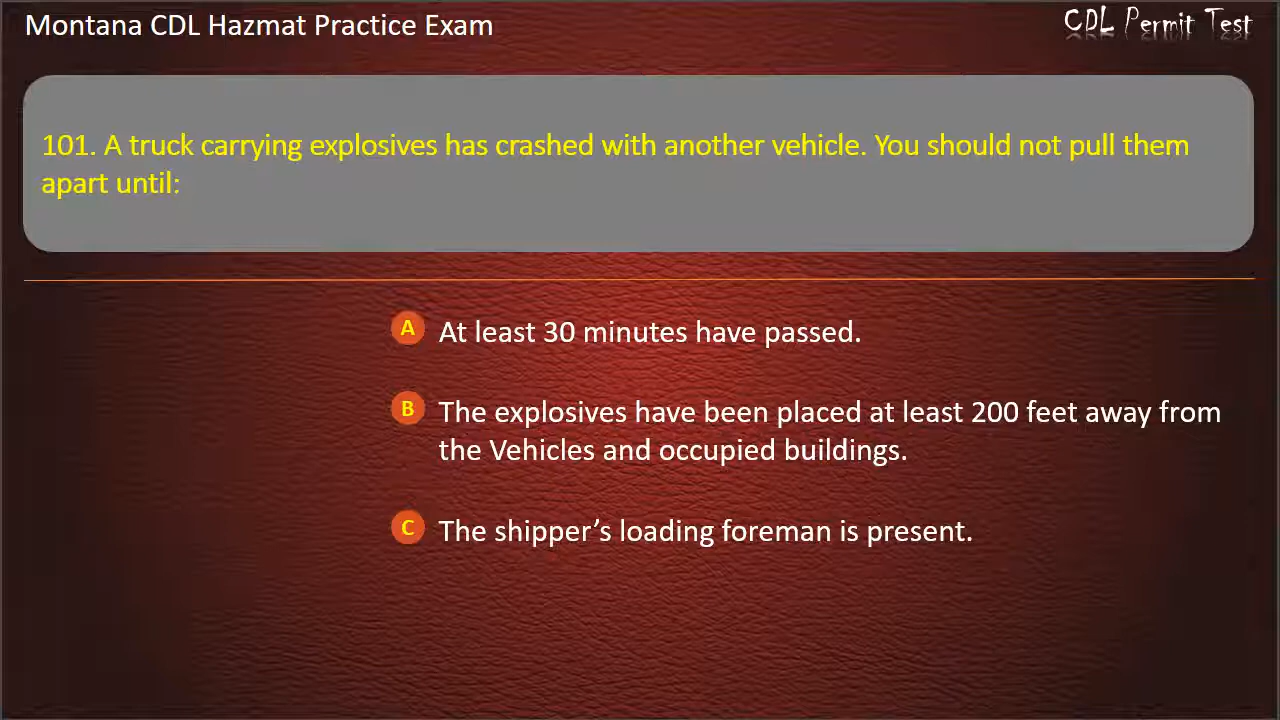 Montana CDL Hazmat Practice Exam
CDL Permit Test
101. A truck carrying explosives has crashed with another vehicle. You should not pull them
apart until:
A At least 30 minutes have passed.
B The explosives have been placed at least 200 feet away from
the Vehicles and occupied buildings.
C The shipper’s loading foreman is present.